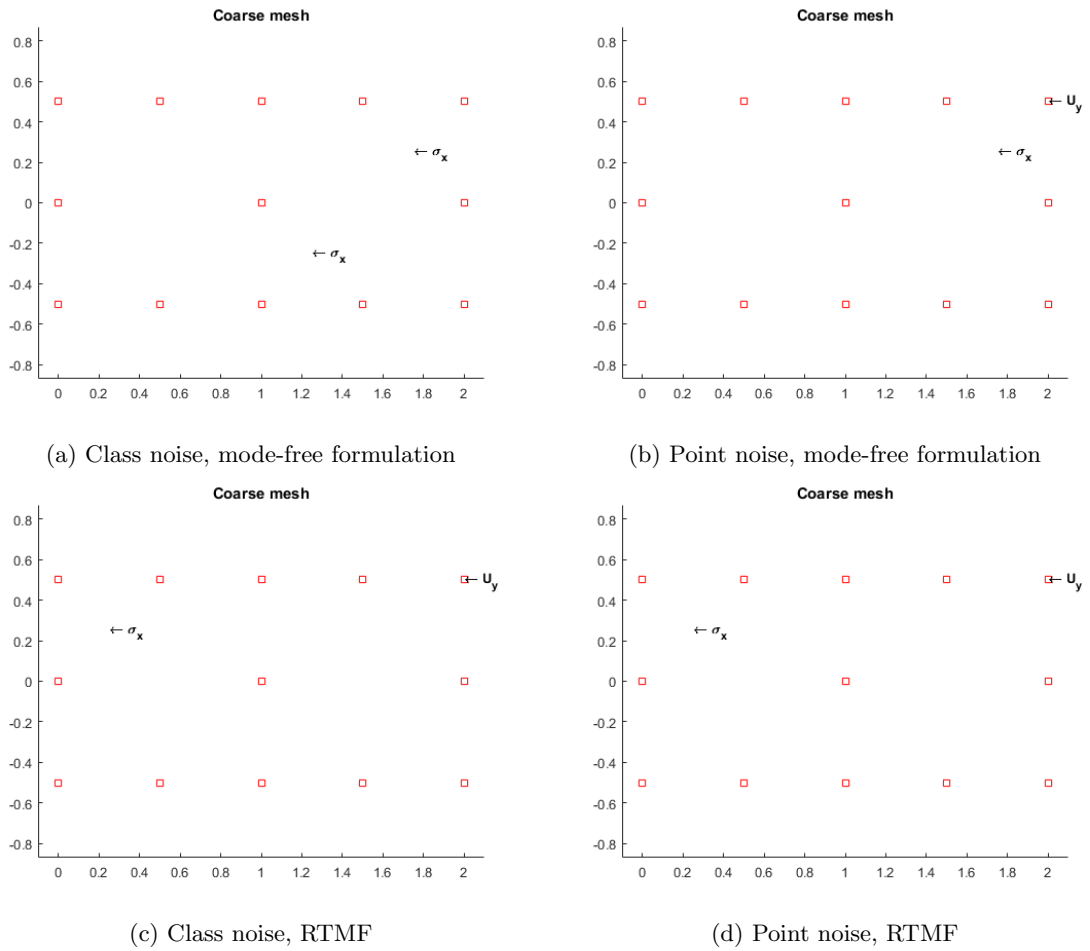 Coarse mesh
0.8
0.6
0.4
0.2
0
-0.2
-0.4
-0.6
-0.8
← σx
← σx
0 0.2 0.4 0.6 0.8 1 1.2 1.4 1.6 1.8 2
(a) Class noise, mode-free formulation
Coarse mesh
0.8
0.6
0.4
0.2
0
-0.2
-0.4
-0.6
-0.8
← Uy
← σx
0 0.2 0.4 0.6 0.8 1 1.2 1.4 1.6 1.8 2
(b) Point noise, mode-free formulation
Coarse mesh
0.8
0.6
0.4
0.2
0
-0.2
-0.4
-0.6
-0.8
← Uy
← σx
0 0.2 0.4 0.6 0.8 1 1.2 1.4 1.6 1.8 2
(c) Class noise, RTMF
Coarse mesh
0.8
0.6
0.4
0.2
0
-0.2
-0.4
-0.6
-0.8
← Uy
← σx
0 0.2 0.4 0.6 0.8 1 1.2 1.4 1.6 1.8 2
(d) Point noise, RTMF